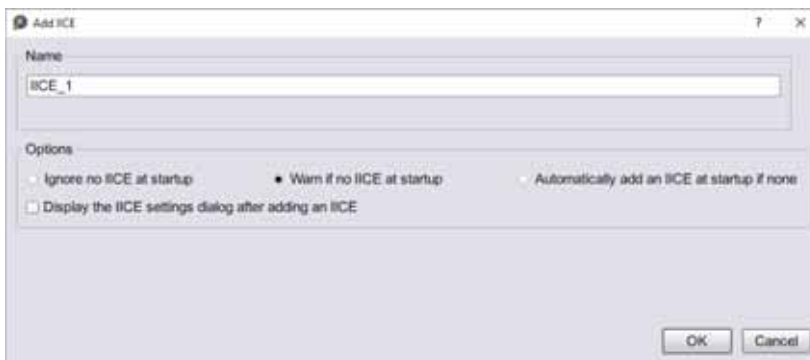 Add IICE ? ×
Name
IICE_1
Options
Ignore no IICE at startup Warn if no IICE at startup Automatically add an IICE at startup if none
Display the IICE settings dialog after adding an IICE
OK Cancel